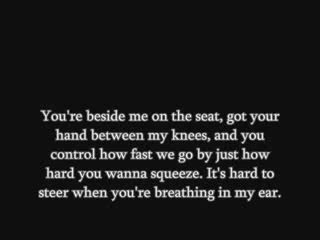 You're beside me on the seat, got your
hand between my knees, and you
control how fast we go by just how
hard you wanna squeeze. It's hard to
steer when you're breathing in my ear.